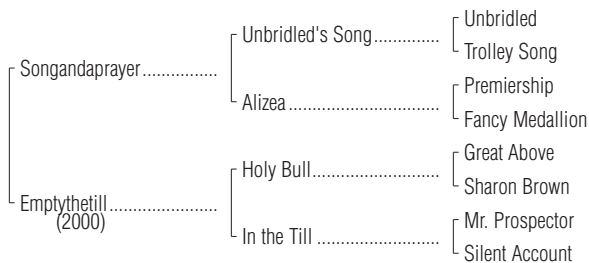 Unbridled
Unbridled's Song..............
Trolley Song
Songandaprayer................
Premiership
Alizea................................
Fancy Medallion
Great Above
Holy Bull...........................
Sharon Brown
Emptythetill.......................
(2000)
Mr. Prospector
In the Till ..........................
Silent Account